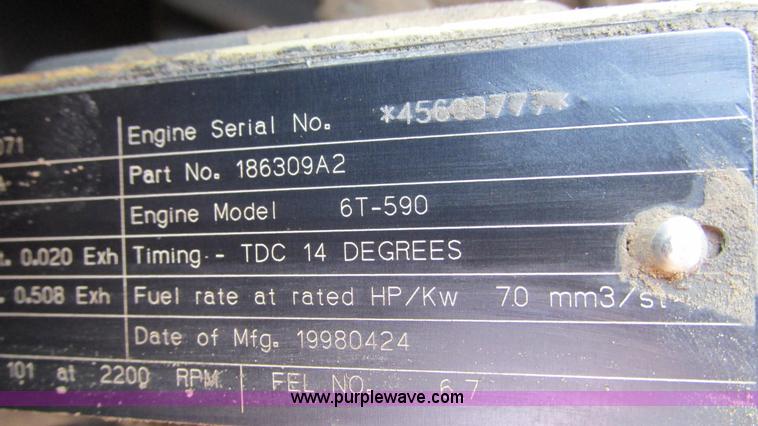 071 Engine Serial No.
Part No. 186309A2
Engine Model 6T-590
0.020 Exh Timing - TDC 14 DEGREES
0.508 Exh Fuel rate at rated HP/Kw 70 mm3/st
Date of Mfg. 19980424
101 at 2200 RPM FEL NO. 6.7
www.purplewave.com